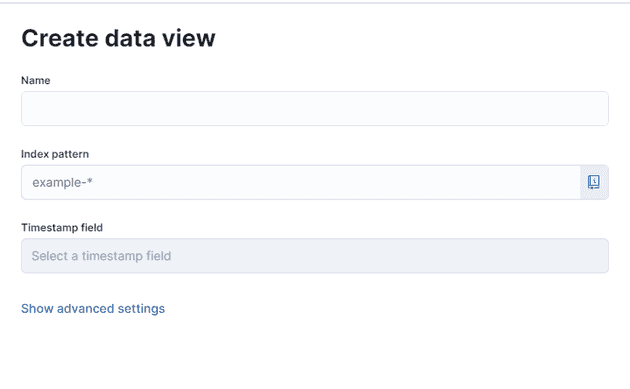 Create data view
Name
Index pattern
example-*
Timestamp field
Select a timestamp field
Show advanced settings